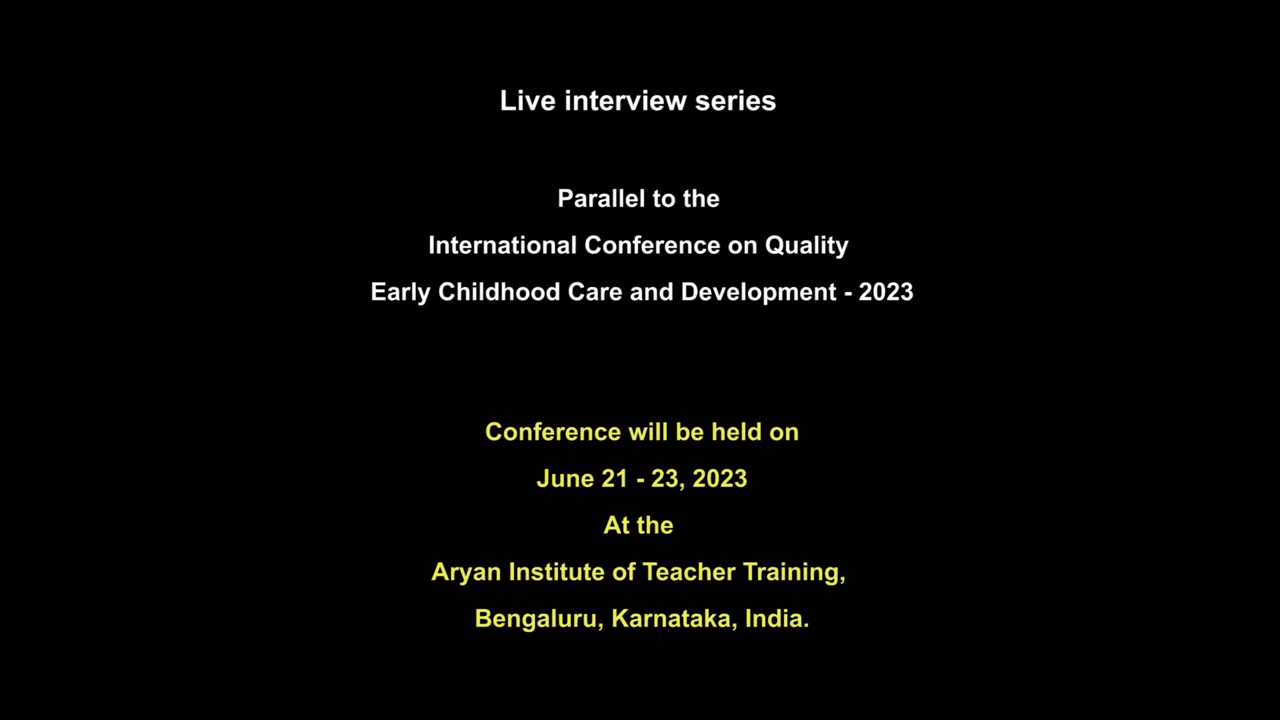 Live interview series
Parallel to the
International Conference on Quality
Early Childhood Care and Development - 2023
Conference will be held on
June 21 - 23, 2023
At the
Aryan Institute of Teacher Training,
Bengaluru, Karnataka, India.